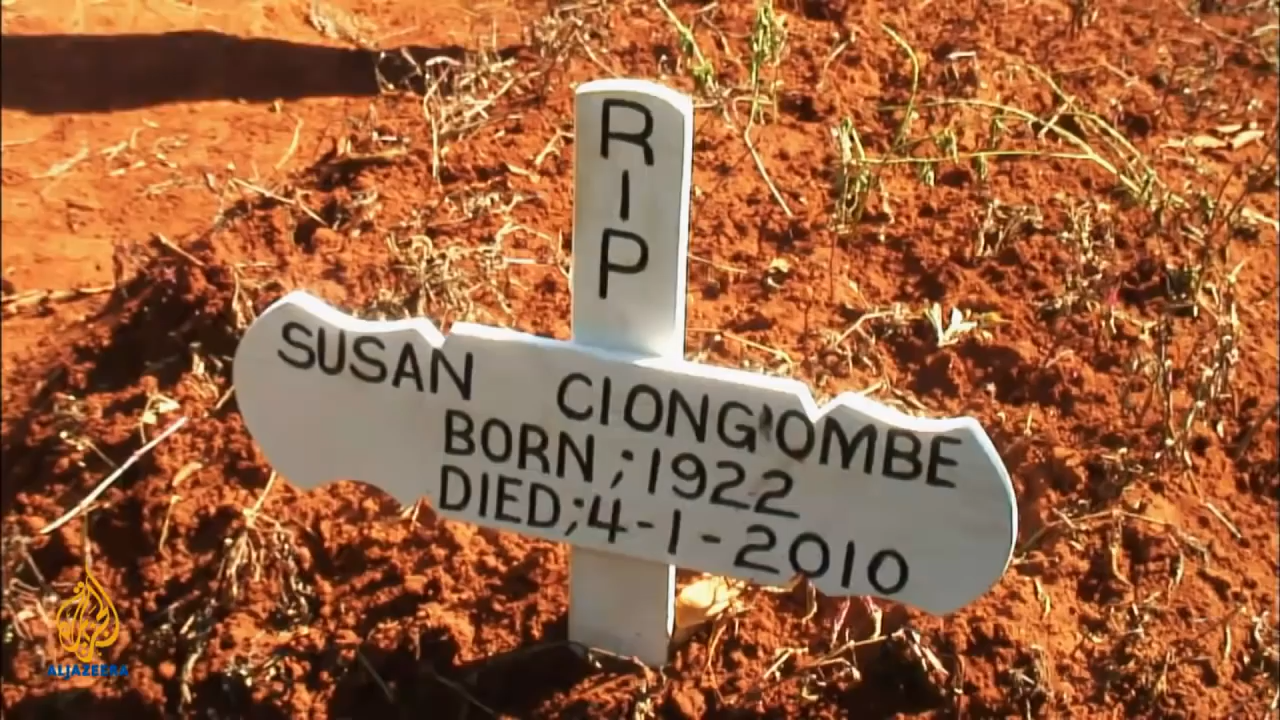 RIP
SUSAN CIONG'OMBE
BORN;1922
DIED;4-1-2010
ALJAZEERA